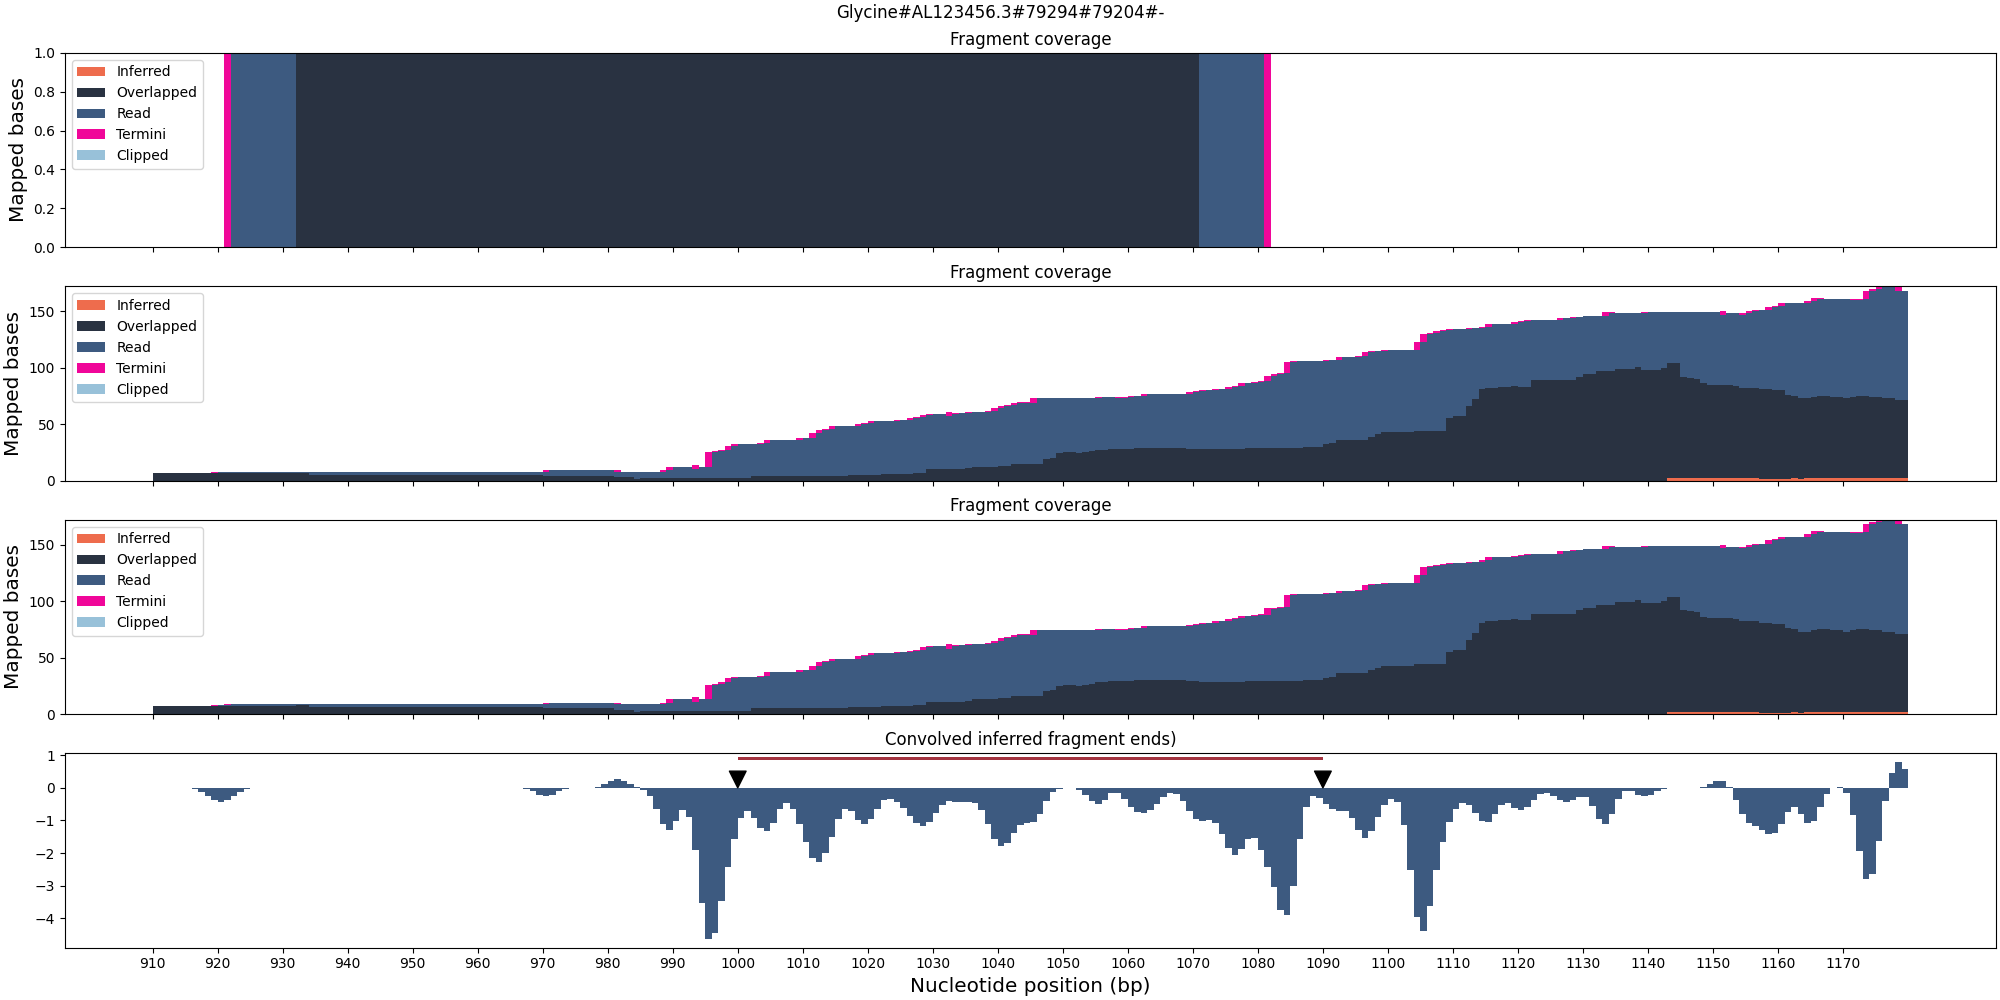 Glycine#AL123456.3#79294#79204#-
Fragment coverage
Mapped bases
1.0
0.8
0.6
0.4
0.2
0.0
Inferred
Overlapped
Read
Termini
Clipped
Fragment coverage
Mapped bases
150
100
50
0
Inferred
Overlapped
Read
Termini
Clipped
Fragment coverage
Mapped bases
150
100
50
0
Inferred
Overlapped
Read
Termini
Clipped
Convolved inferred fragment ends)
1
0
−1
−2
−3
−4
910 920 930 940 950 960 970 980 990 1000 1010 1020 1030 1040 1050 1060 1070 1080 1090 1100 1110 1120 1130 1140 1150 1160 1170
Nucleotide position (bp)